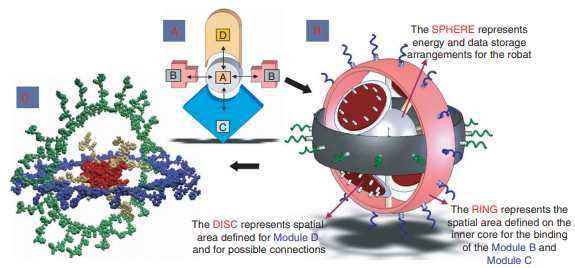 A
D
B
A
B
C
B
The SPHERE represents
energy and data storage
arrangements for the robat
C
The DISC represents spatial
area defined for Module D
and for possible connections
The RING represents the
spatial area defined on the
inner core for the binding
of the Module B and
Module C